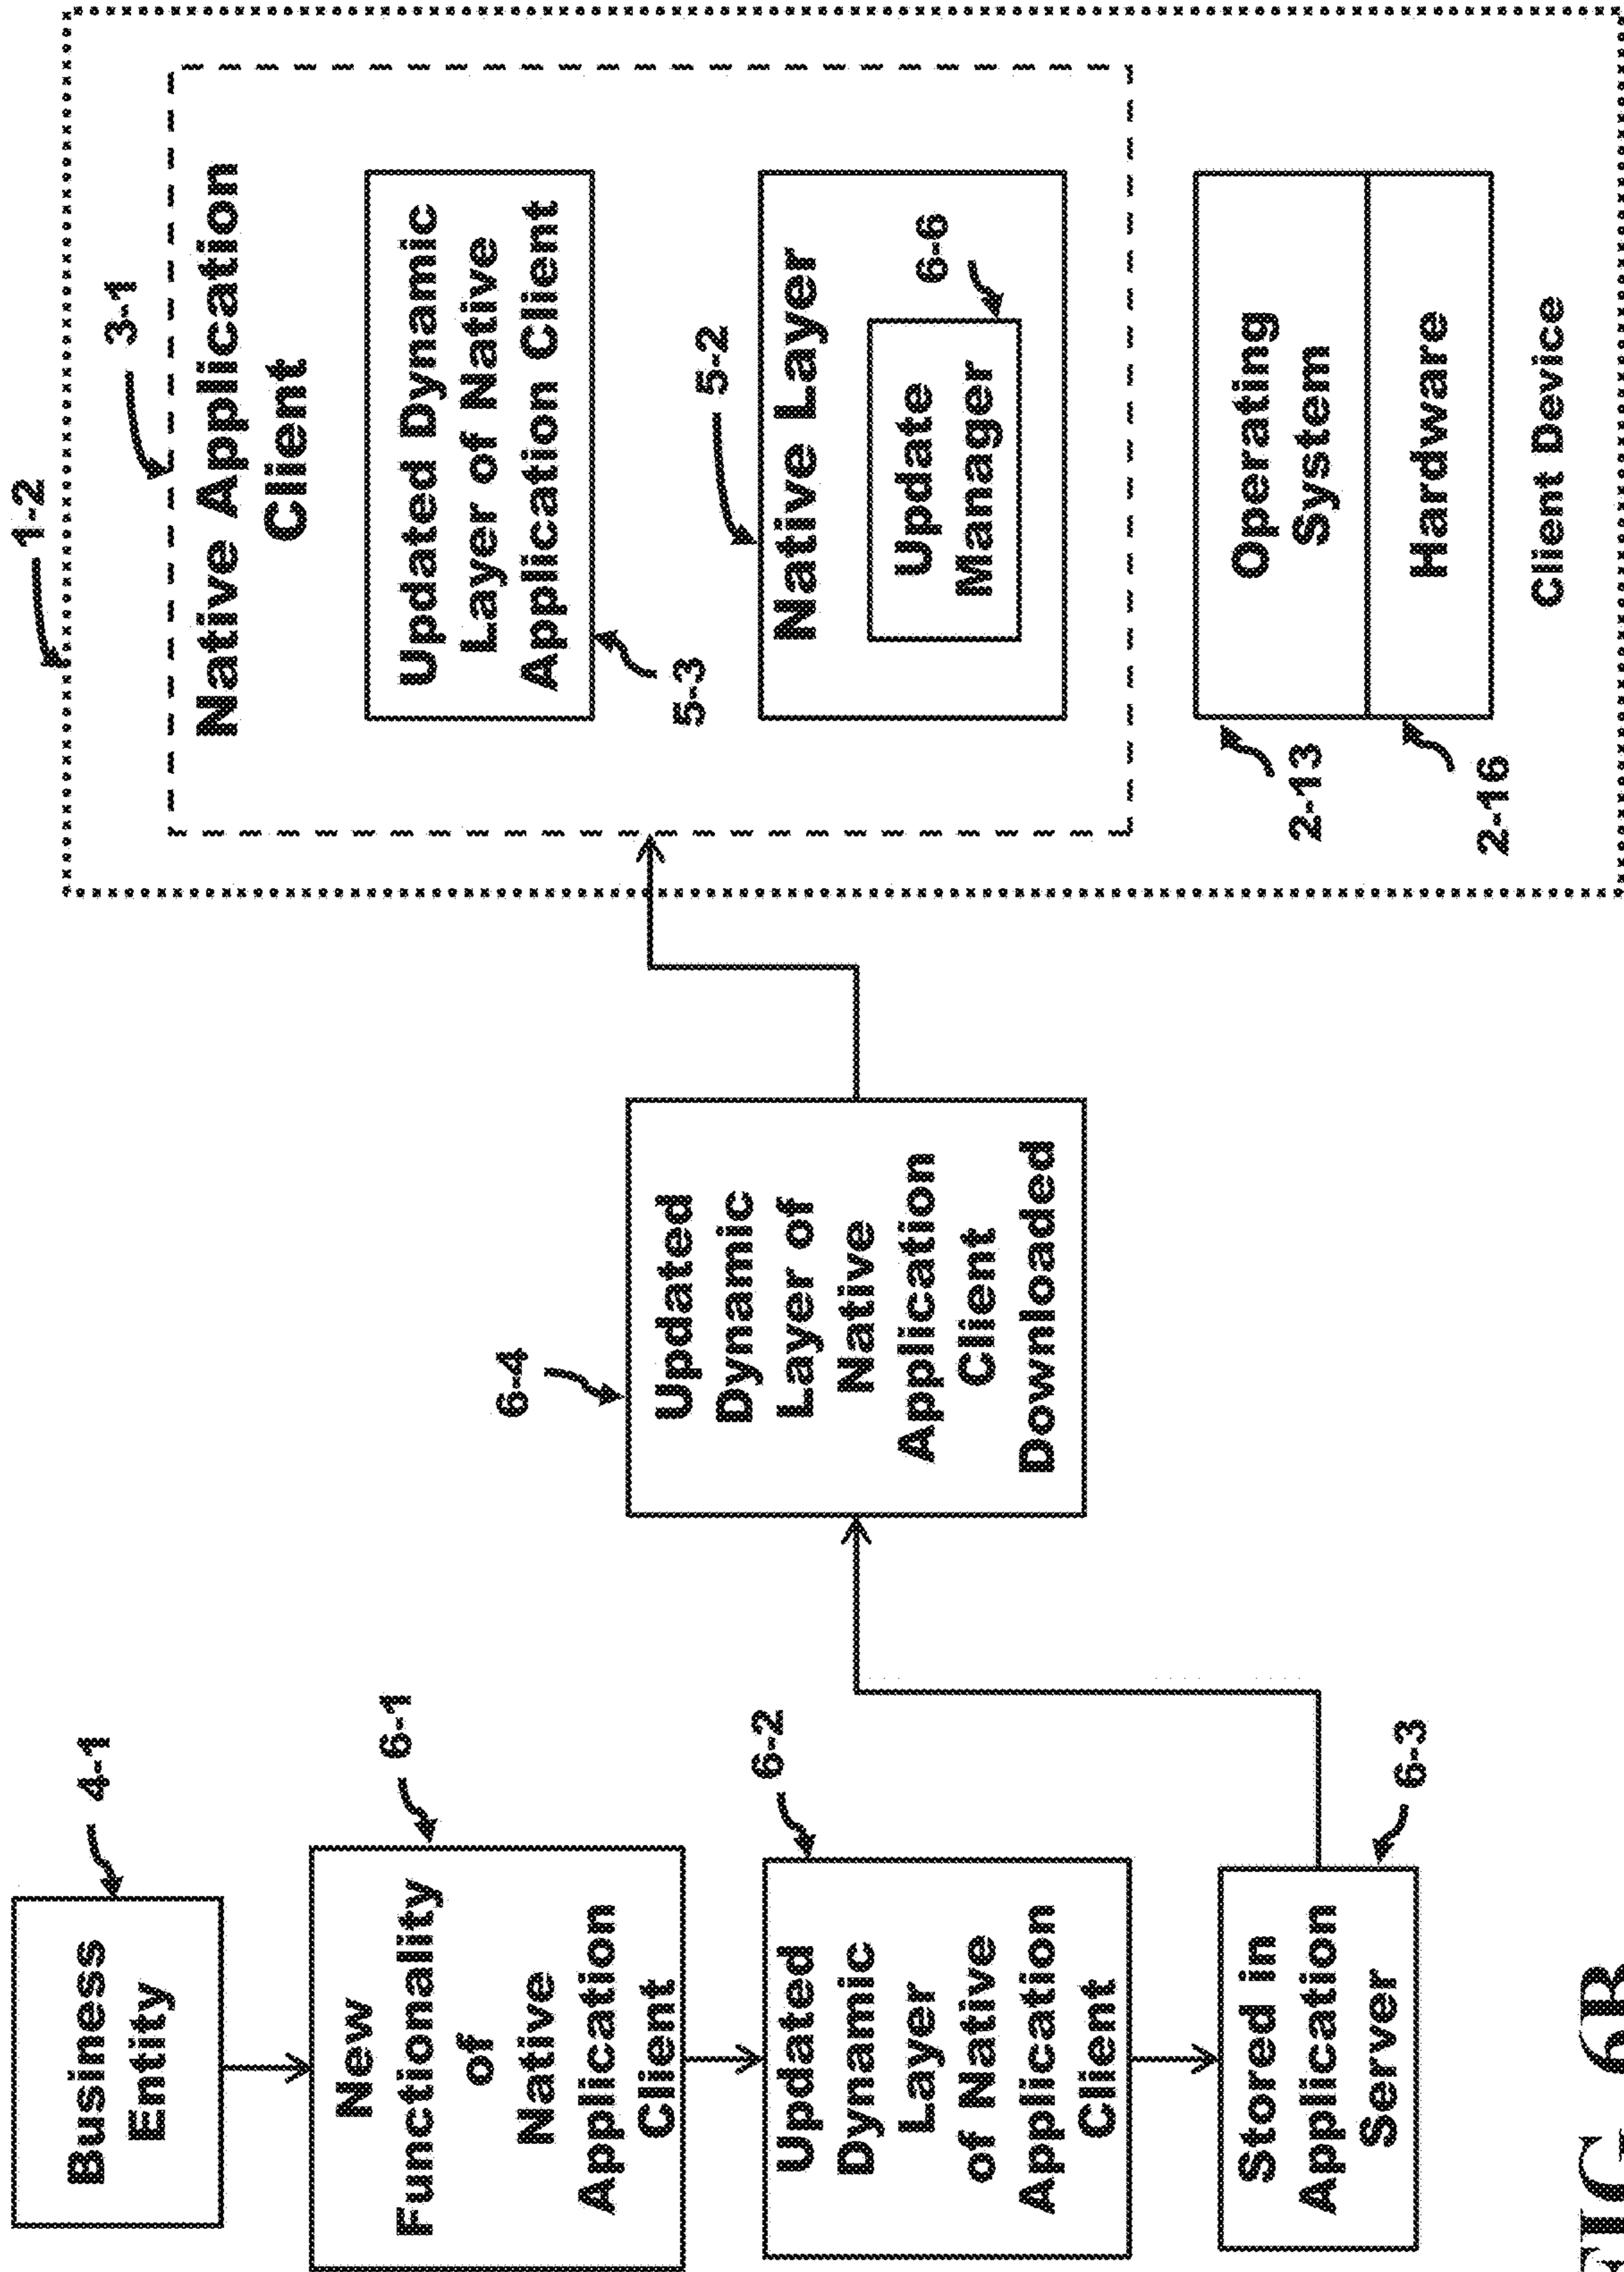 Business
Entity
4-1
New
Functionality
of
Native
Application
Client
6-1
Updated
Dynamic
Layer
of Native
Application
Client
6-2
Stored in
Application
Server
6-3
6-4
Updated
Dynamic
Layer of
Native
Application
Client
Downloaded
1-2
3-1
Native Application
Client
Updated Dynamic
Layer of Native
Application Client
5-3
5-2
Native Layer
6-6
Update
Manager
Operating
System
2-13
Hardware
2-16
Client Device
FIG 6B